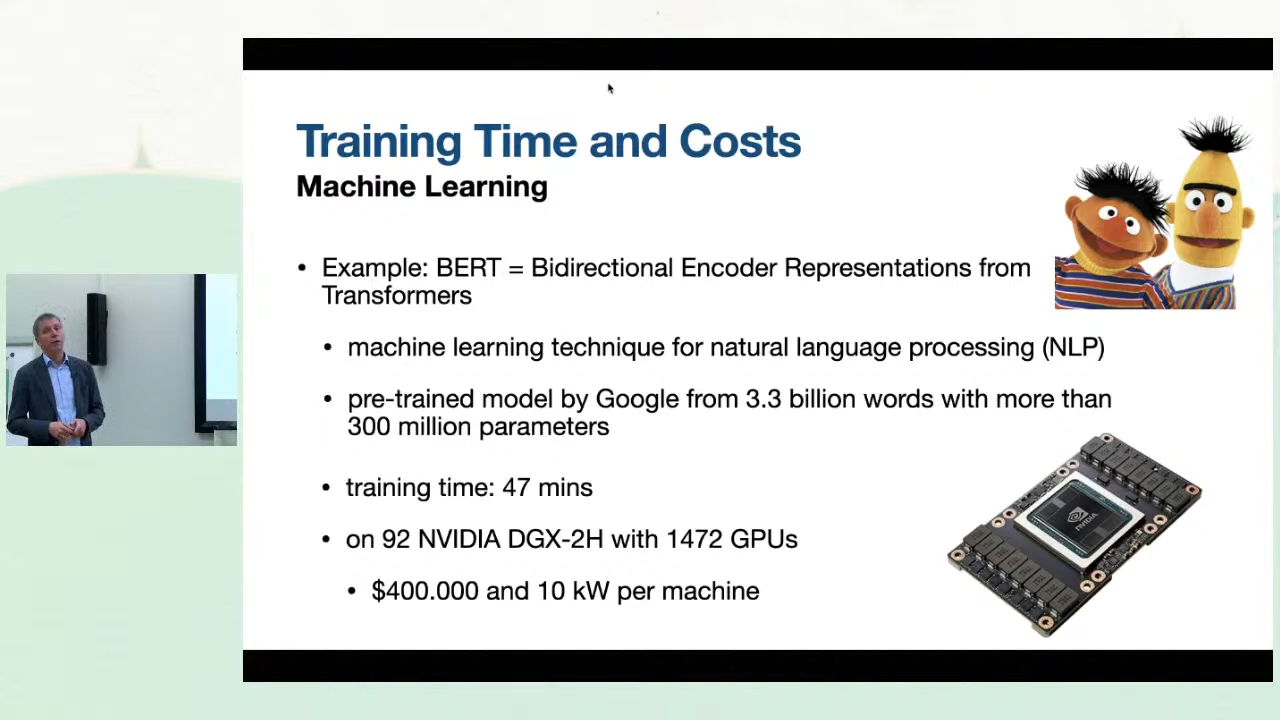 Training Time and Costs
Machine Learning
• Example: BERT = Bidirectional Encoder Representations from
Transformers
• machine learning technique for natural language processing (NLP)
• pre-trained model by Google from 3.3 billion words with more than
300 million parameters
• training time: 47 mins
• on 92 NVIDIA DGX-2H with 1472 GPUs
• $400.000 and 10 kW per machine
NVIDIA